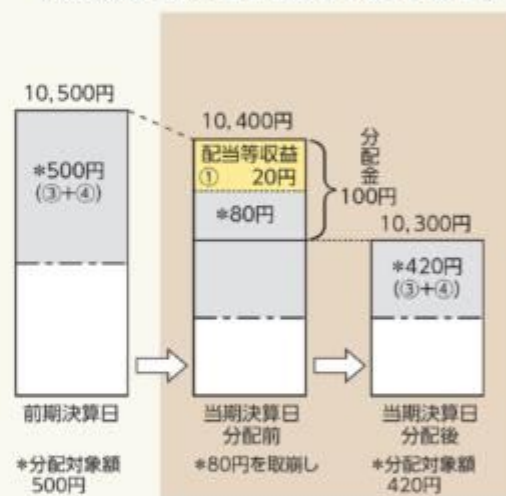 10,500円
*500円
(③+④)
前期決算日
*分配対象額
500円
10,400円
配当等収益
① 20円
*80円
分配金
100円
当期決算日
分配前
*80円を取崩し
10,300円
*420円
(③+④)
当期決算日
分配後
*分配対象額
420円